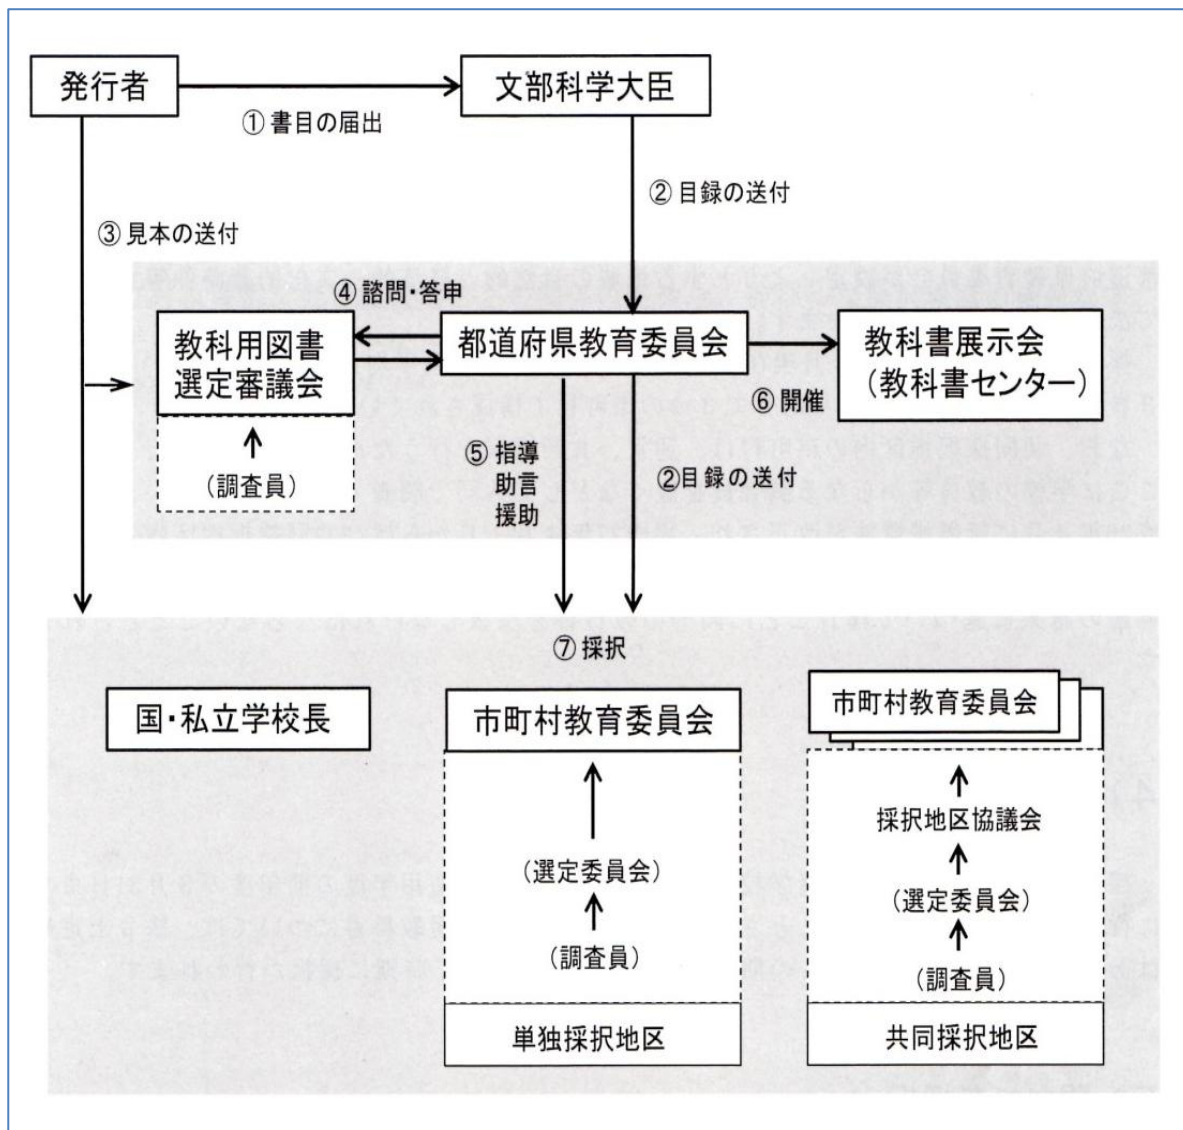 発行者
文部科学大臣
①書目の届出
②目録の送付
③見本の送付
④諮問・答申
教科用図書
選定審議会
都道府県教育委員会
教科書展示会
(教科書センター)
⑥開催
(調査員)
⑤指導
助言
援助
②目録の送付
⑦採択
国・私立学校長
市町村教育委員会
市町村教育委員会
採択地区協議会
(選定委員会)
(選定委員会)
(調査員)
(調査員)
単独採択地区
共同採択地区